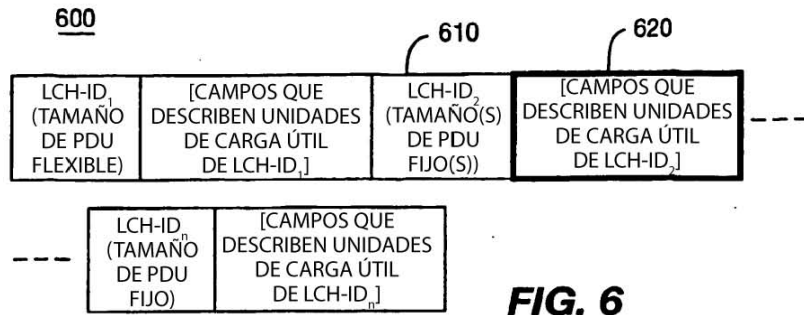 600
610
620
LCH-ID1
(TAMAÑO
DE PDU
FLEXIBLE)
[CAMPOS QUE
DESCRIBEN UNIDADES
DE CARGA ÚTIL
DE LCH-ID1]
LCH-ID2
(TAMAÑO(S)
DE PDU
FIJO(S))
[CAMPOS QUE
DESCRIBEN UNIDADES
DE CARGA ÚTIL
DE LCH-ID2]
LCH-IDn
(TAMAÑO
DE PDU
FIJO)
[CAMPOS QUE
DESCRIBEN UNIDADES
DE CARGA ÚTIL
DE LCH-IDn]
FIG. 6